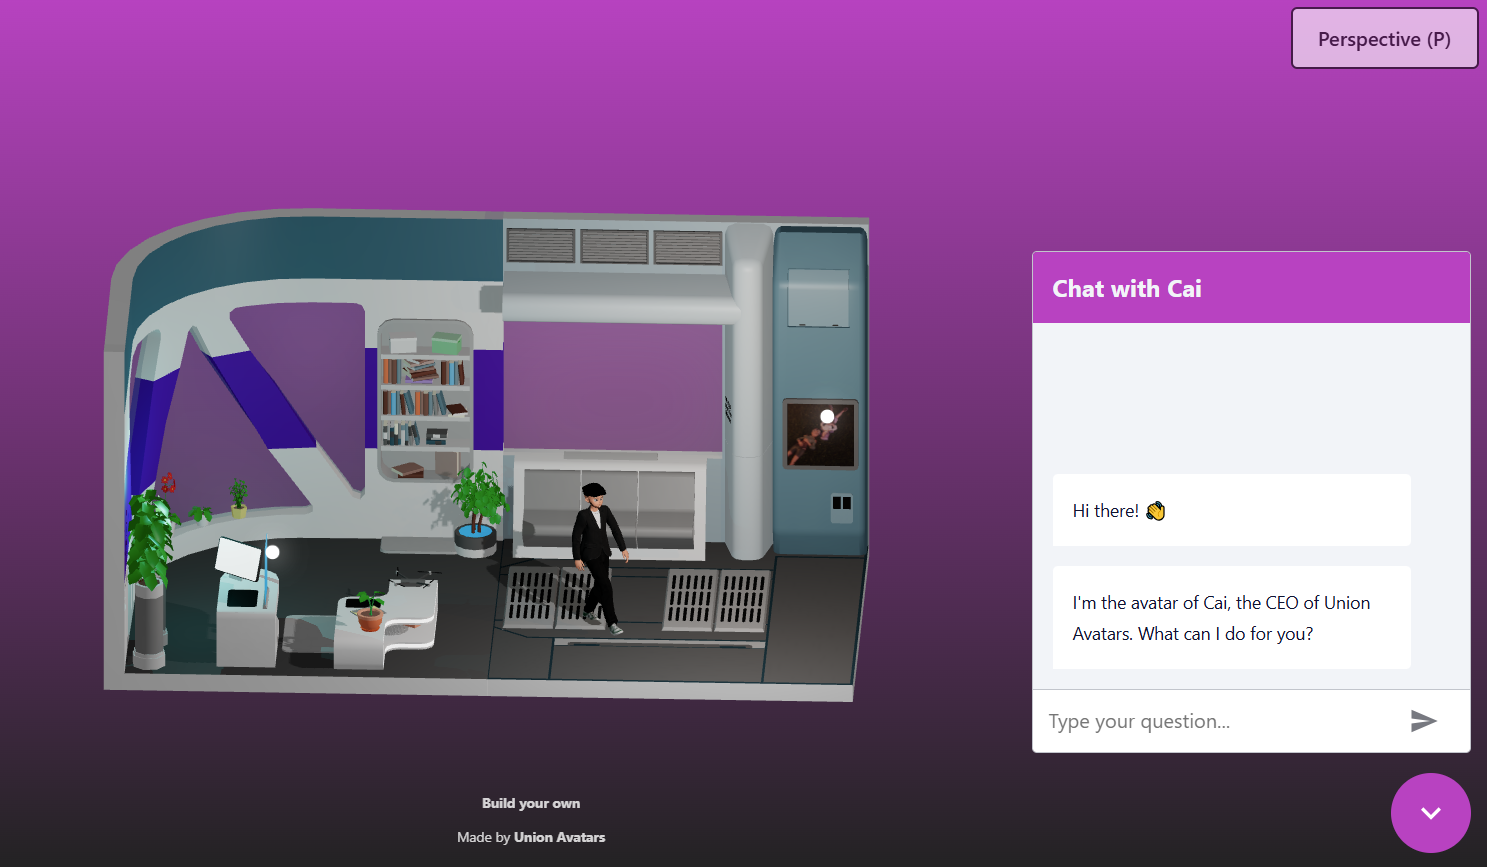 Perspective (P)
Chat with Cai
Hi there! 👋
I'm the avatar of Cai, the CEO of Union
Avatars. What can I do for you?
Type your question...
Build your own
Made by Union Avatars